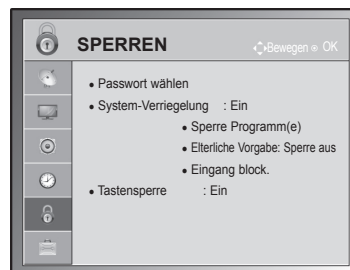 SPERREN
Bewegen OK
• Passwort wählen
• System-Verriegelung : Ein
• Sperre Programm(e)
• Elterliche Vorgabe: Sperre aus
• Eingang block.
• Tastensperre : Ein